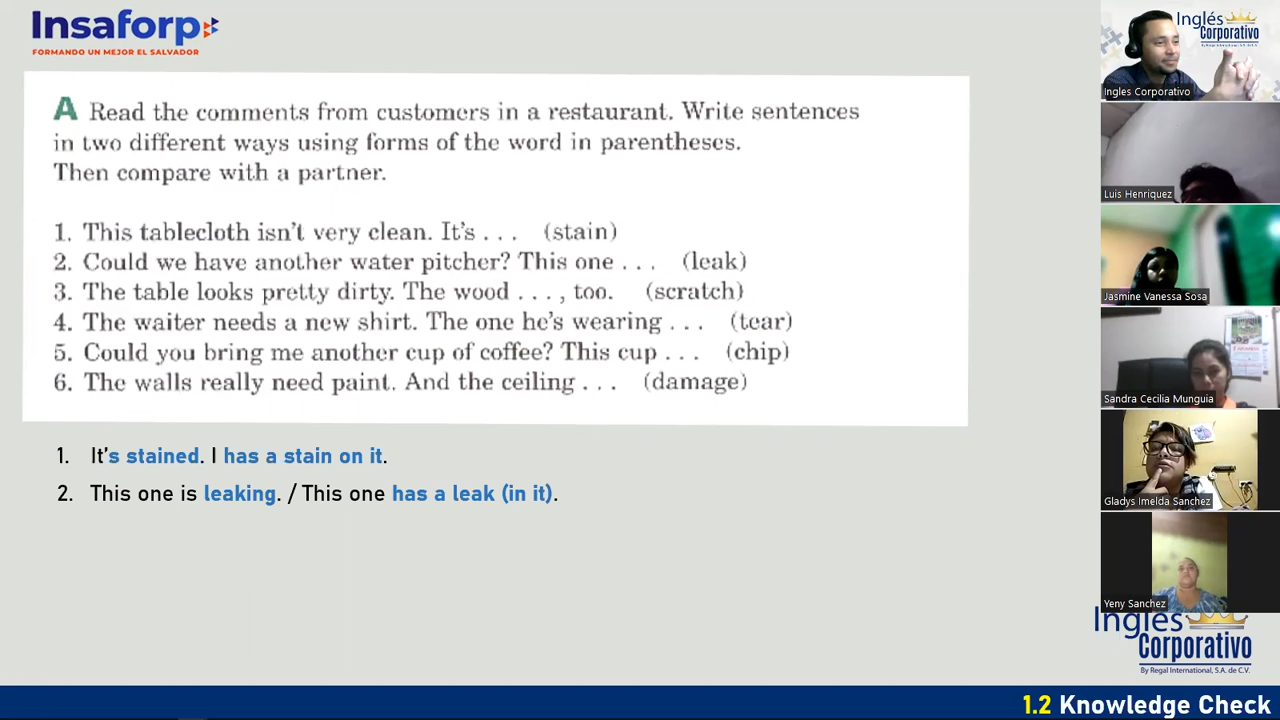 Insaforp
FORMANDO UN MEJOR EL SALVADOR
A Read the comments from customers in a restaurant. Write sentences
in two different ways using forms of the word in parentheses.
Then compare with a partner.
1. This tablecloth isn't very clean. It's . . . (stain)
2. Could we have another water pitcher? This one . . . (leak)
3. The table looks pretty dirty. The wood . . . , too. (scratch)
4. The waiter needs a new shirt. The one he's wearing . . . (tear)
5. Could you bring me another cup of coffee? This cup . . . (chip)
6. The walls really need paint. And the ceiling . . . (damage)
1. It's stained. I has a stain on it.
2. This one is leaking. / This one has a leak (in it).
Inglés
Corporativo
By Regal International, S.A. de C.V.
Ingles Corporativo
Luis Henriquez
Jasmine Vanessa Sosa
Sandra Cecilia Munguia
Gladys Imelda Sanchez
Yeny Sanchez
Inglés
Corporativo
By Regal International, S.A. de C.V.
1.2 Knowledge Check